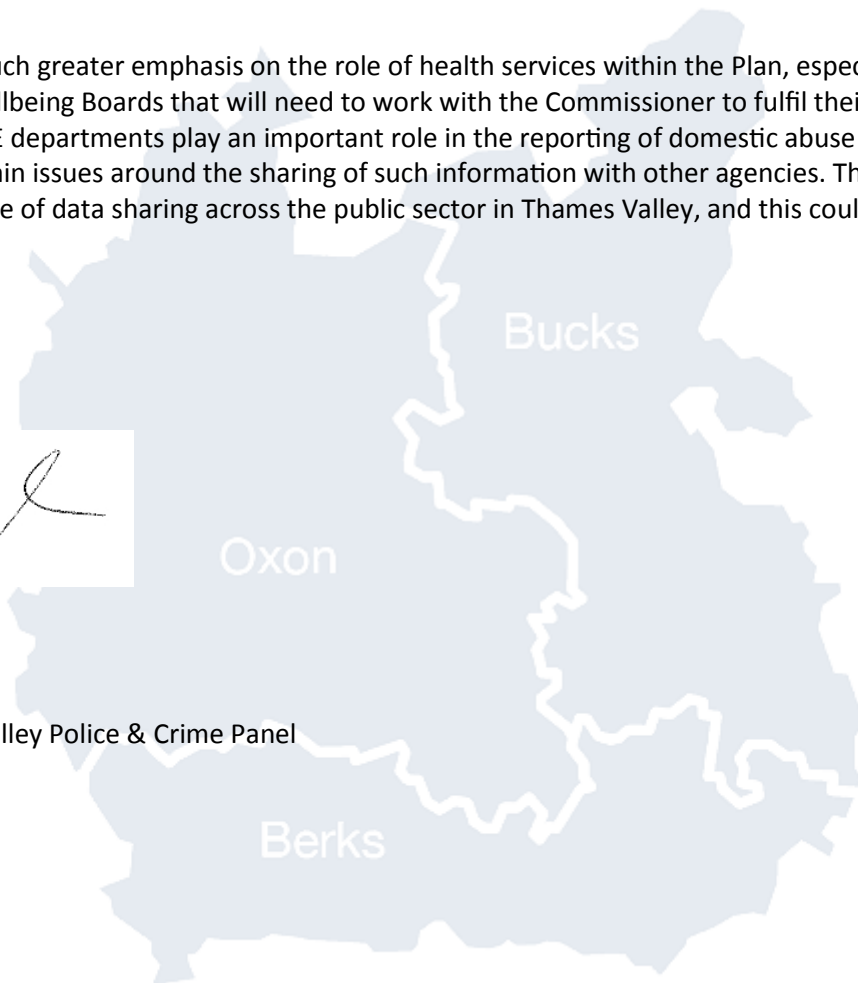 uch greater emphasis on the role of health services within the Plan, espec
llbeing Boards that will need to work with the Commissioner to fulfil their
E departments play an important role in the reporting of domestic abuse
ain issues around the sharing of such information with other agencies. Th
e of data sharing across the public sector in Thames Valley, and this coul
Bucks
Oxon
lley Police & Crime Panel
Berks